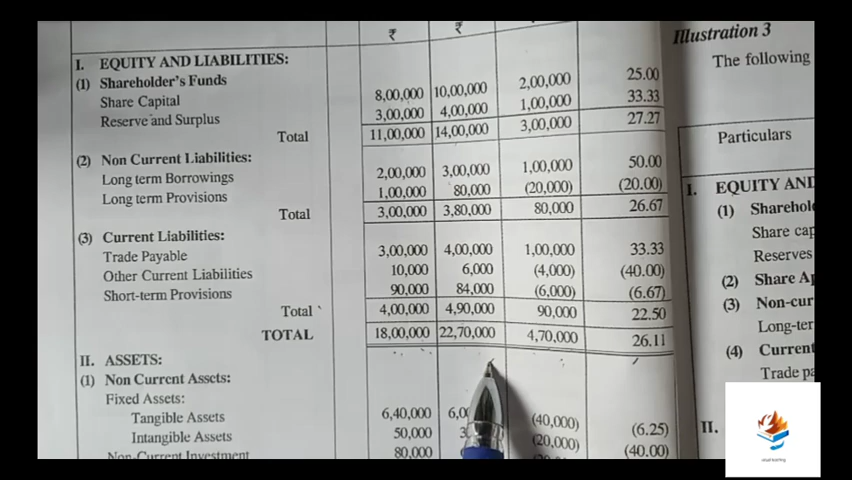 ₹ ₹
I. EQUITY AND LIABILITIES:
(1) Shareholder's Funds
Share Capital 8,00,000 10,00,000 2,00,000 25.00
Reserve and Surplus 3,00,000 4,00,000 1,00,000 33.33
Total 11,00,000 14,00,000 3,00,000 27.27
(2) Non Current Liabilities:
Long term Borrowings 2,00,000 3,00,000 1,00,000 50.00
Long term Provisions 1,00,000 80,000 (20,000) (20.00)
Total 3,00,000 3,80,000 80,000 26.67
(3) Current Liabilities:
Trade Payable 3,00,000 4,00,000 1,00,000 33.33
Other Current Liabilities 10,000 6,000 (4,000) (40.00)
Short-term Provisions 90,000 84,000 (6,000) (6.67)
Total 4,00,000 4,90,000 90,000 22.50
TOTAL 18,00,000 22,70,000 4,70,000 26.11
II. ASSETS:
(1) Non Current Assets:
Fixed Assets:
Tangible Assets 6,40,000 6,0 (40,000) (6.25)
Intangible Assets 50,000 3 (20,000) (40.00)
Non-Current Investment 80,000
Illustration 3
The following
Particulars
I. EQUITY AND
(1) Sharehol
Share cap
Reserves
(2) Share Ap
(3) Non-cur
Long-ter
(4) Current
Trade pa
II.